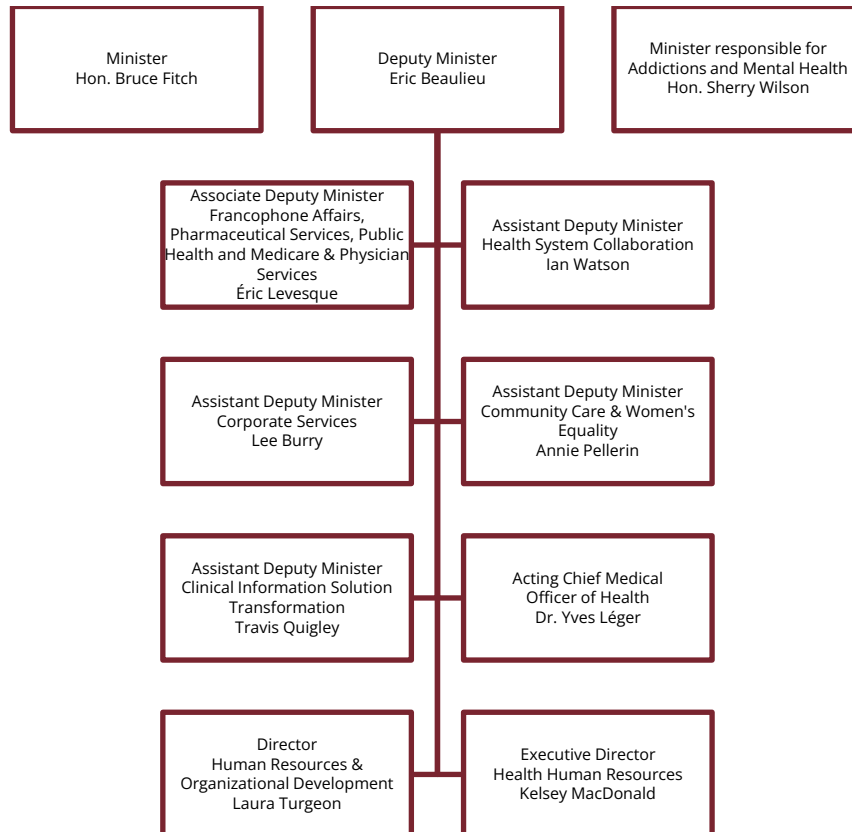 Minister
Hon. Bruce Fitch
Deputy Minister
Eric Beaulieu
Minister responsible for
Addictions and Mental Health
Hon. Sherry Wilson
Associate Deputy Minister
Francophone Affairs,
Pharmaceutical Services, Public
Health and Medicare & Physician
Services
Éric Levesque
Assistant Deputy Minister
Health System Collaboration
Ian Watson
Assistant Deputy Minister
Corporate Services
Lee Burry
Assistant Deputy Minister
Community Care & Women's
Equality
Annie Pellerin
Assistant Deputy Minister
Clinical Information Solution
Transformation
Travis Quigley
Acting Chief Medical
Officer of Health
Dr. Yves Léger
Director
Human Resources &
Organizational Development
Laura Turgeon
Executive Director
Health Human Resources
Kelsey MacDonald